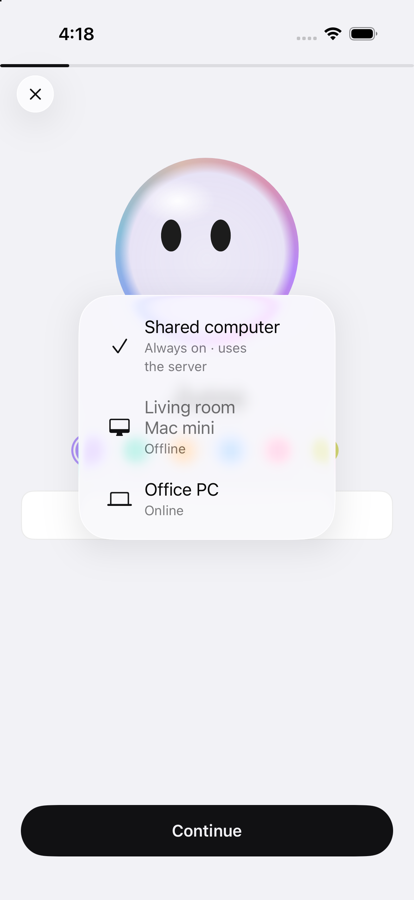 4:18
Shared computer
Always on · uses
the server
Living room
Mac mini
Offline
Office PC
Online
Continue